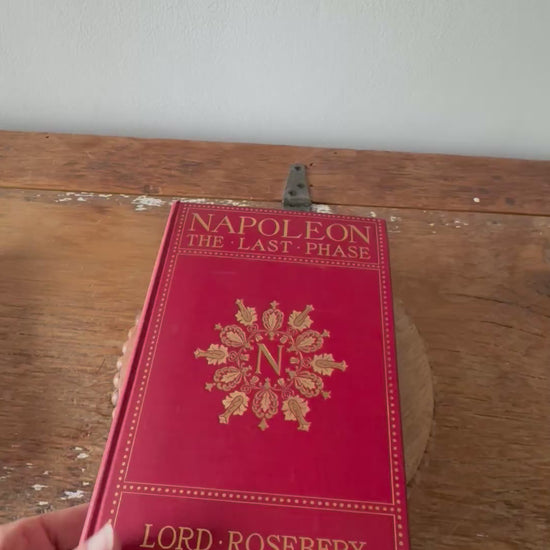 NAPOLEON
THE · LAST · PHASE
N
LORD · ROSEBERY